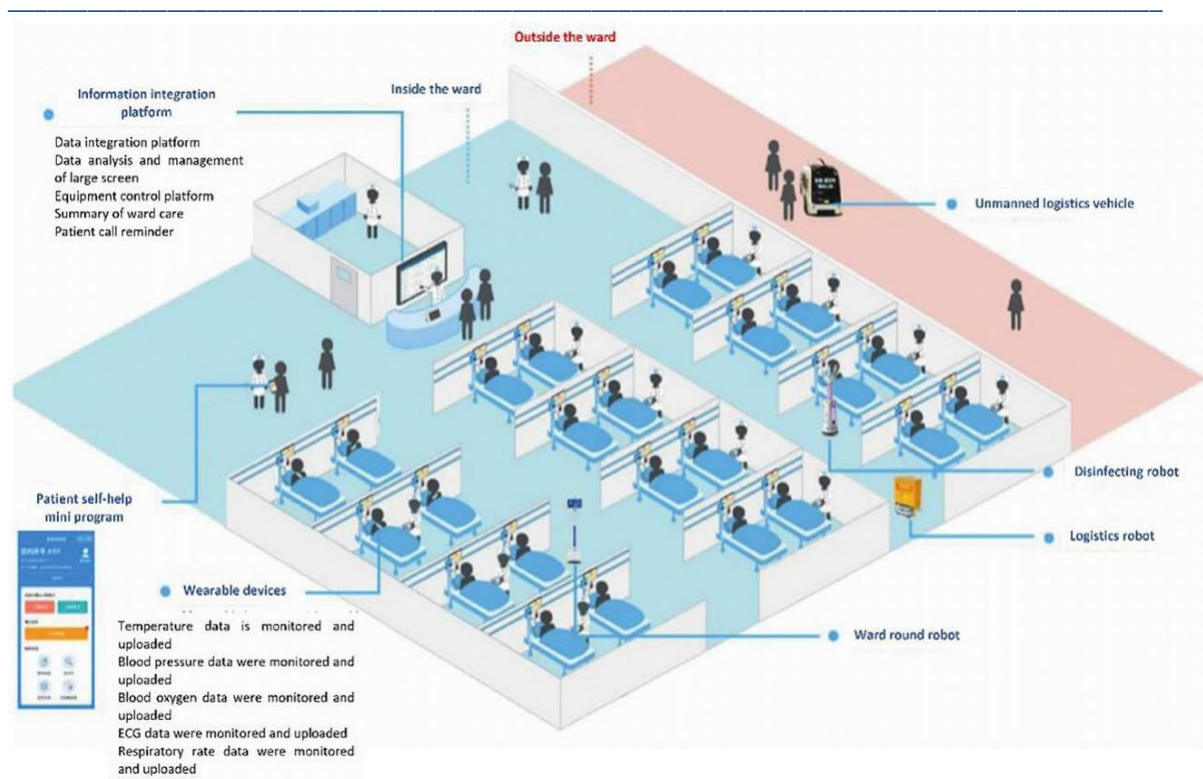 Outside the ward
Information integration
platform
Inside the ward
Data integration platform
Data analysis and management
of large screen
Equipment control platform
Summary of ward care
Patient call reminder
Unmanned logistics vehicle
Disinfecting robot
Patient self-help
mini program
Logistics robot
Wearable devices
Ward round robot
Temperature data is monitored and
uploaded
Blood pressure data were monitored and
uploaded
Blood oxygen data were monitored and
uploaded
ECG data were monitored and uploaded
Respiratory rate data were monitored
and uploaded